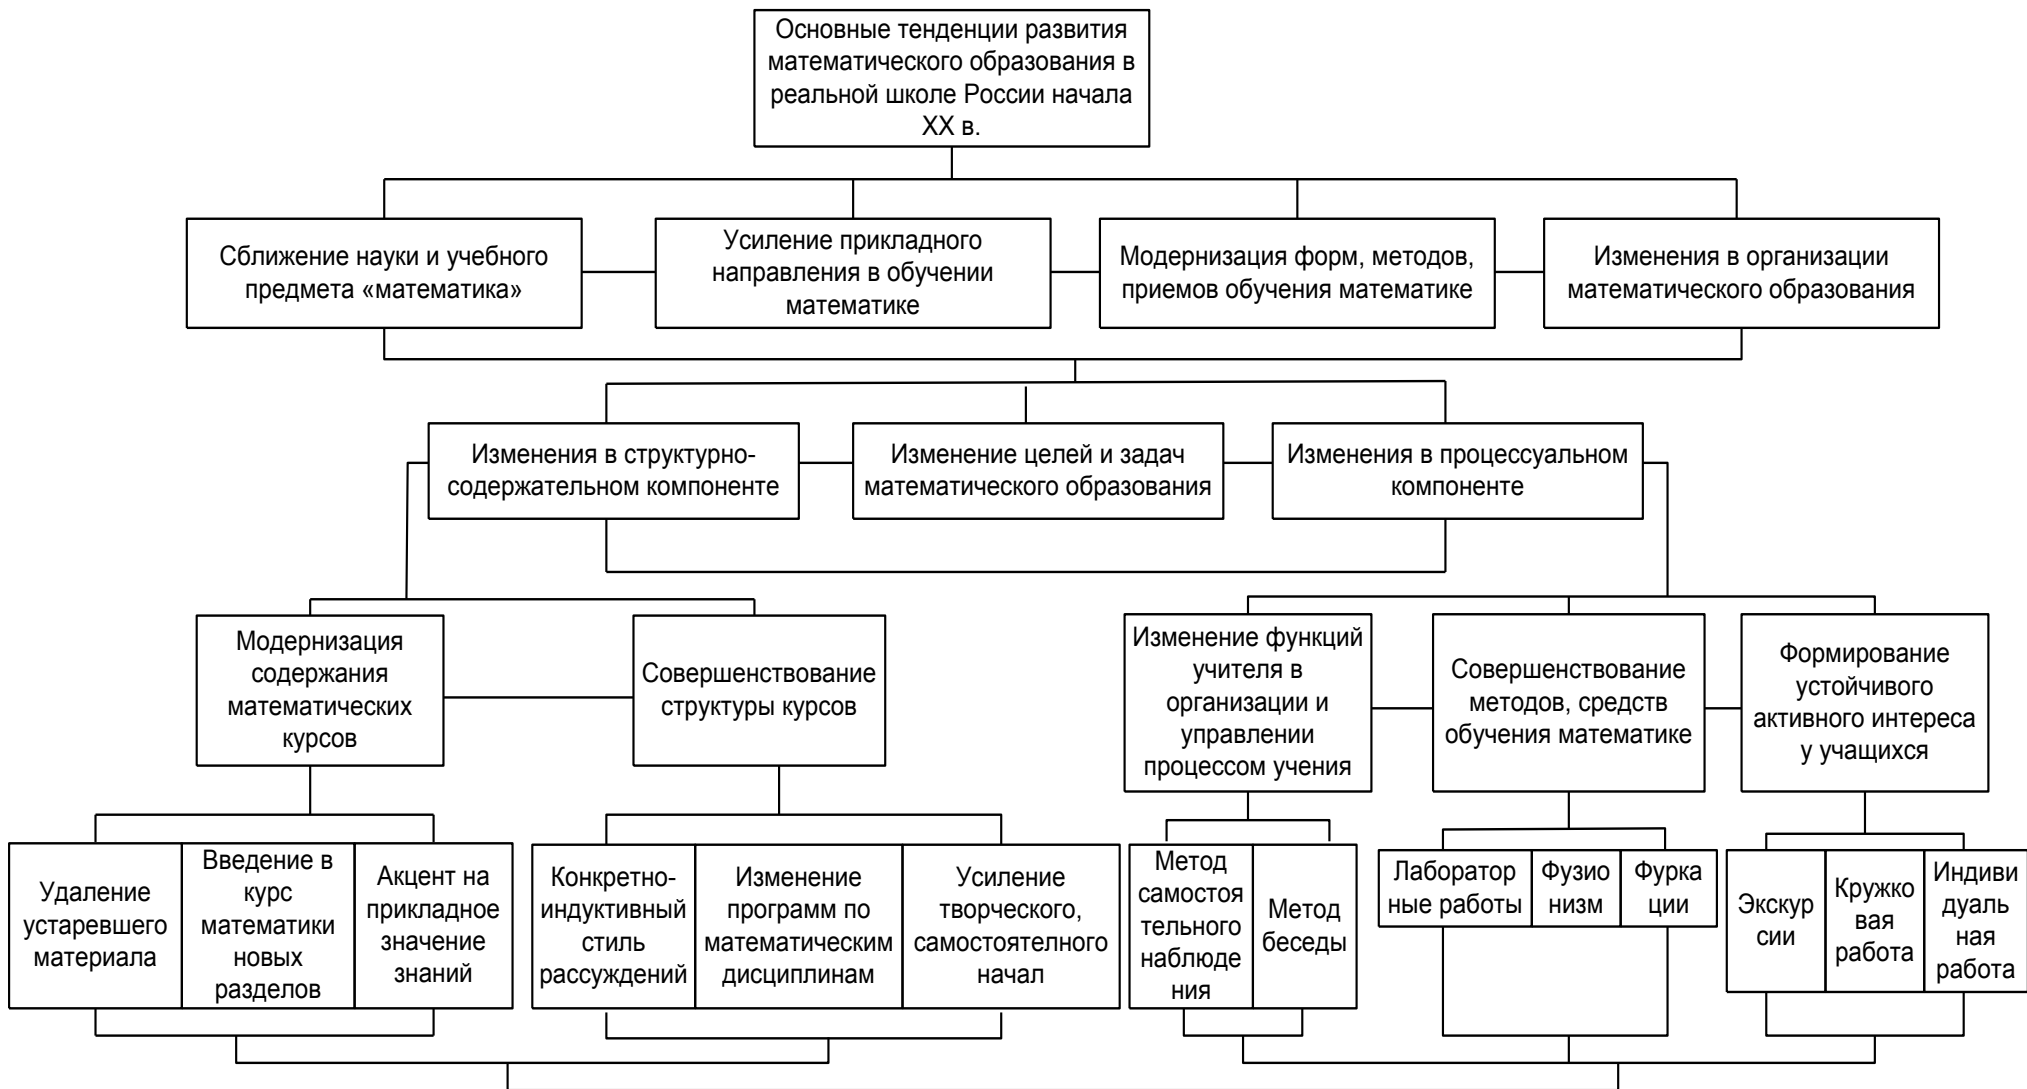 Основные тенденции развития
математического образования в
реальной школе России начала
XX в.
Сближение науки и учебного
предмета «математика»
Усиление прикладного
направления в обучении
математике
Модернизация форм, методов,
приемов обучения математике
Изменения в организации
математического образования
Изменения в структурно-
содержательном компоненте
Изменение целей и задач
математического образования
Изменения в процессуальном
компоненте
Модернизация
содержания
математических
курсов
Совершенствование
структуры курсов
Изменение функций
учителя в
организации и
управлении
процессом учения
Совершенствование
методов, средств
обучения математике
Формирование
устойчивого
активного интереса
у учащихся
Удаление
устаревшего
материала
Введение в
курс
математики
новых
разделов
Акцент на
прикладное
значение
знаний
Конкретно-
индуктивный
стиль
рассуждений
Изменение
программ по
математическим
дисциплинам
Усиление
творческого,
самостоятелного
начал
Метод
самостоя
тельного
наблюде
ния
Метод
беседы
Лаборатор
ные работы
Фузио
низм
Фурка
ции
Экскур
сии
Кружко
вая
работа
Индиви
дуаль
ная
работа